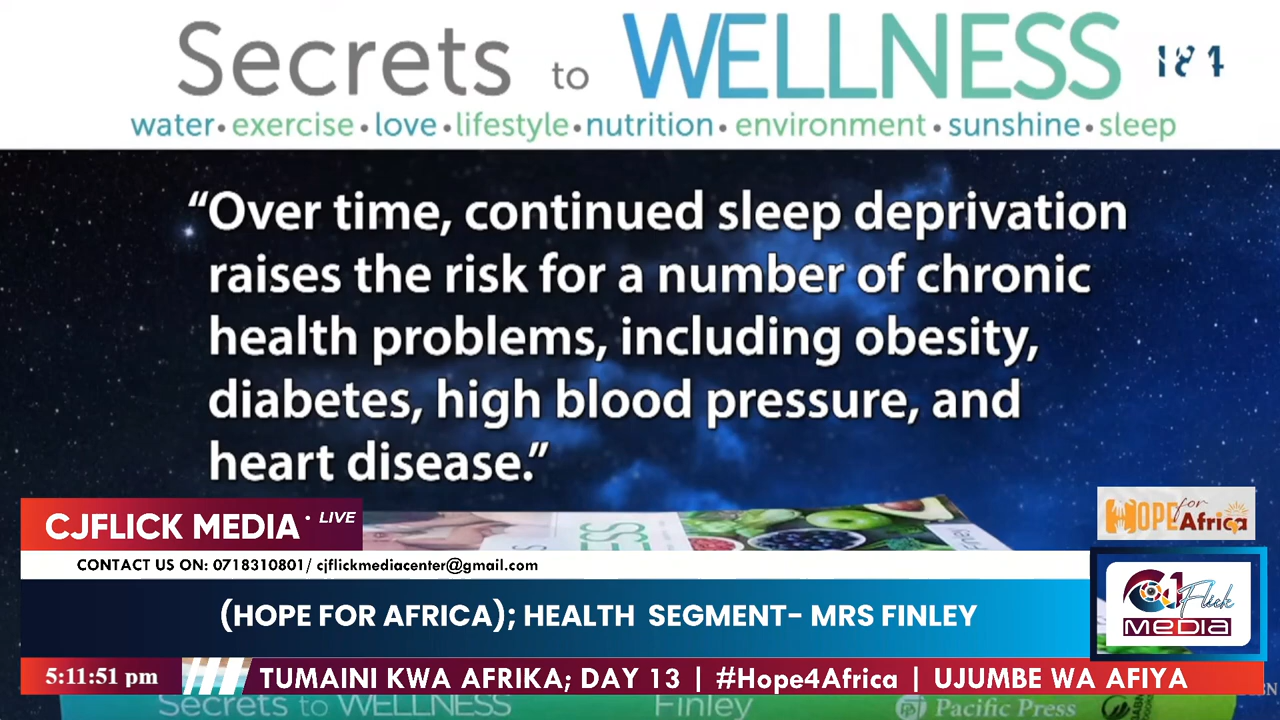 Secrets to WELLNESS
water • exercise • love • lifestyle • nutrition • environment • sunshine • sleep
“Over time, continued sleep deprivation
raises the risk for a number of chronic
health problems, including obesity,
diabetes, high blood pressure, and
heart disease.”
CJFLICK MEDIA • LIVE
HOPE for Africa
CONTACT US ON: 0718310801/ cjflickmediacenter@gmail.com
(HOPE FOR AFRICA); HEALTH SEGMENT- MRS FINLEY
Flick
MEDIA
5:11:51 pm
TUMAINI KWA AFRIKA; DAY 13 | #Hope4Africa | UJUMBE WA AFIYA
Secrets to WELLNESS Finley Pacific Press